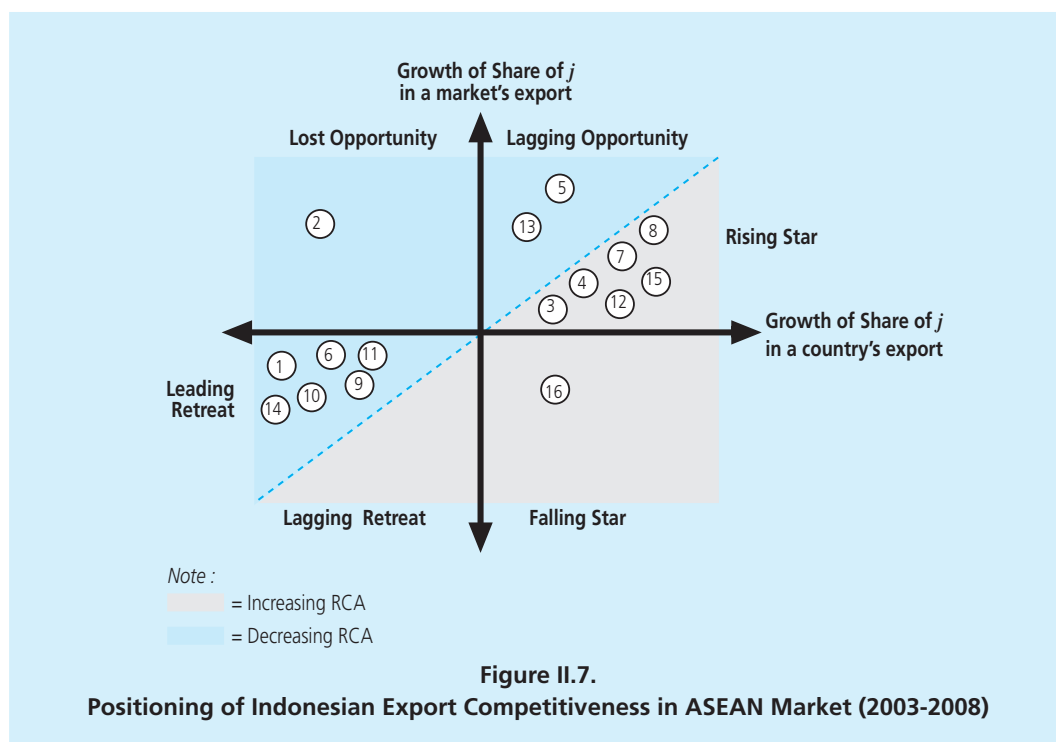 Growth of Share of j
in a market's export
Lost Opportunity
Lagging Opportunity
5
2
13
8
Rising Star
7
4
15
3
12
Growth of Share of j
in a country's export
6
11
1
9
Leading
Retreat
10
16
14
Lagging Retreat
Falling Star
Note :
= Increasing RCA
= Decreasing RCA
Figure II.7.
Positioning of Indonesian Export Competitiveness in ASEAN Market (2003-2008)